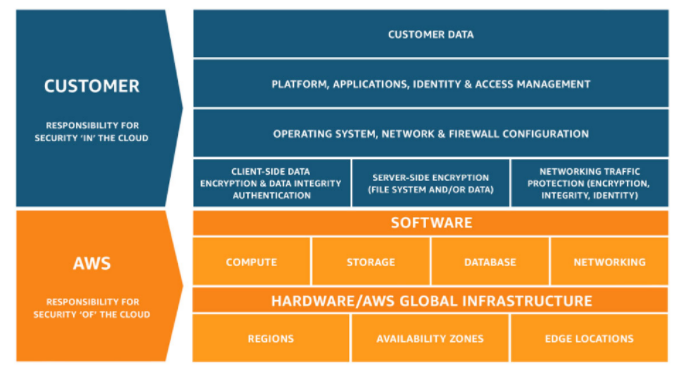 CUSTOMER
RESPONSIBILITY FOR
SECURITY ‘IN’ THE CLOUD
CUSTOMER DATA
PLATFORM, APPLICATIONS, IDENTITY & ACCESS MANAGEMENT
OPERATING SYSTEM, NETWORK & FIREWALL CONFIGURATION
CLIENT-SIDE DATA
ENCRYPTION & DATA INTEGRITY
AUTHENTICATION
SERVER-SIDE ENCRYPTION
(FILE SYSTEM AND/OR DATA)
NETWORKING TRAFFIC
PROTECTION (ENCRYPTION,
INTEGRITY, IDENTITY)
AWS
RESPONSIBILITY FOR
SECURITY ‘OF’ THE CLOUD
SOFTWARE
COMPUTE
STORAGE
DATABASE
NETWORKING
HARDWARE/AWS GLOBAL INFRASTRUCTURE
REGIONS
AVAILABILITY ZONES
EDGE LOCATIONS